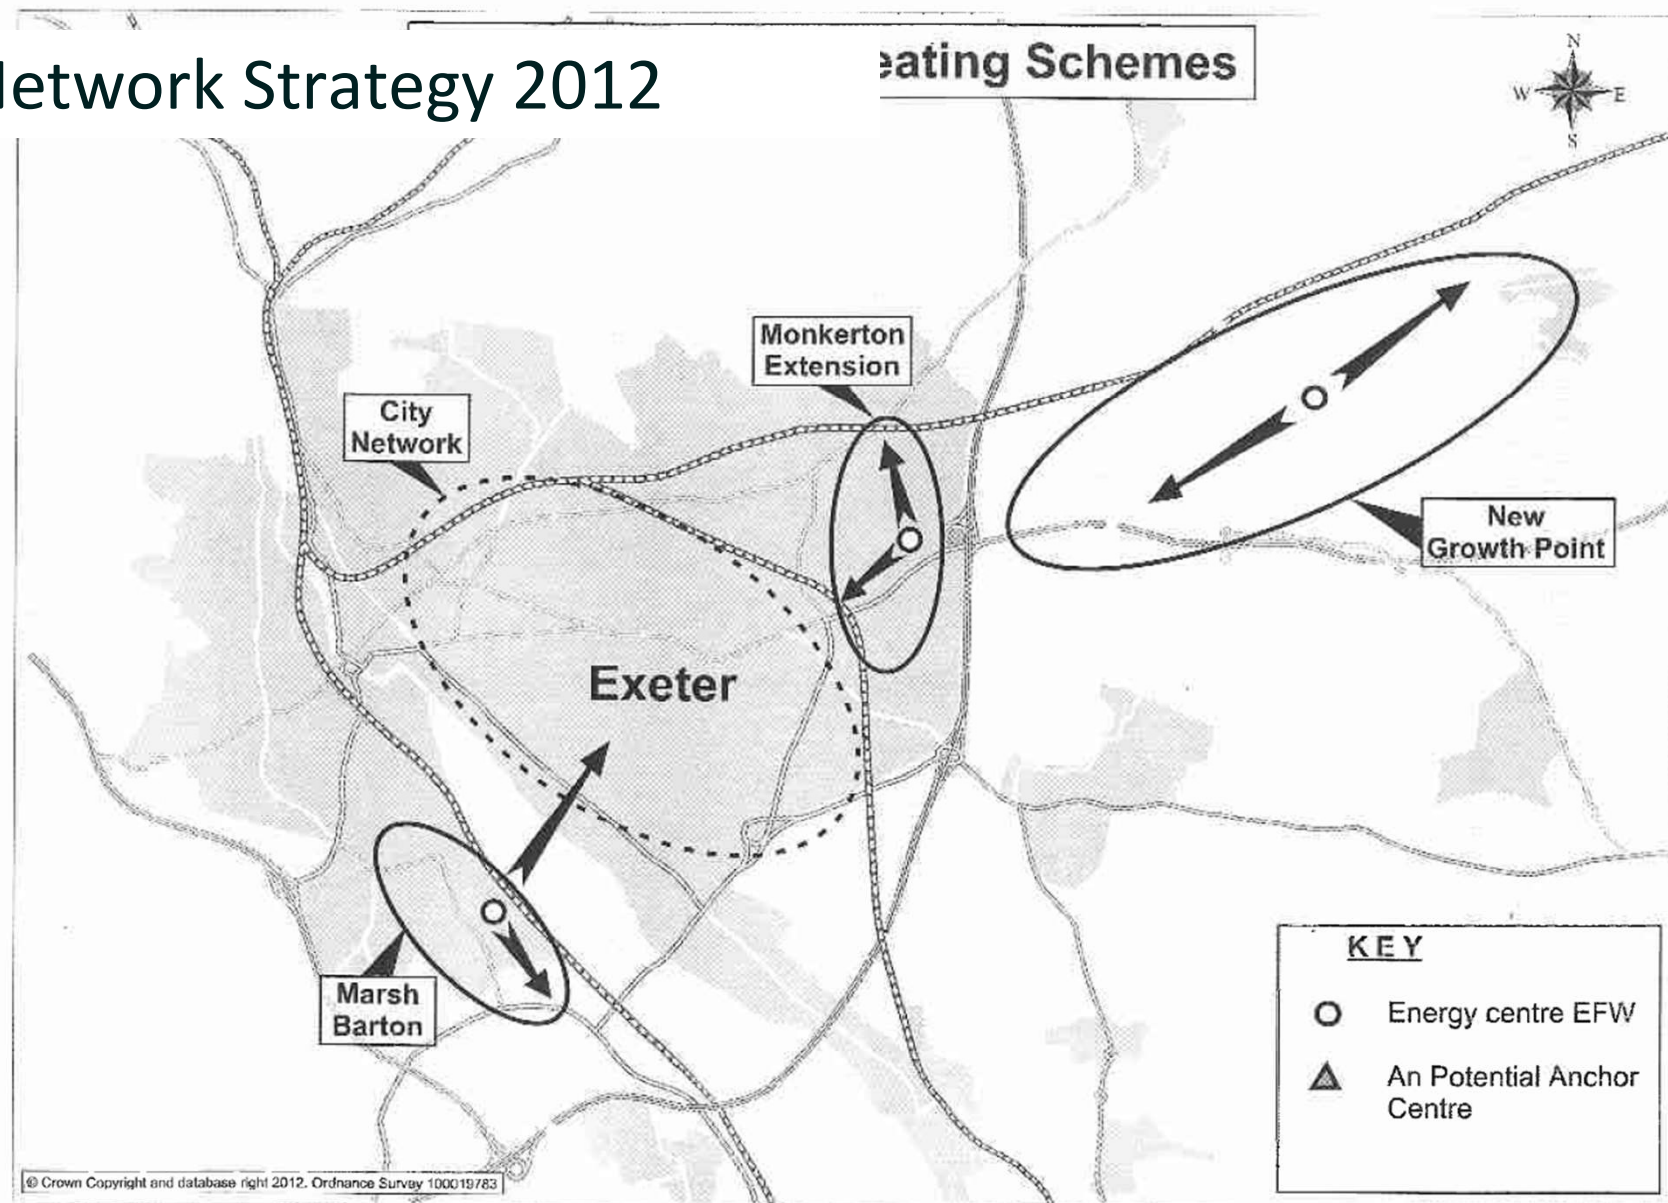 Network Strategy 2012
eating Schemes
N
W E
S
Monkerton
Extension
City
Network
New
Growth Point
Exeter
Marsh
Barton
KEY
Energy centre EFW
An Potential Anchor
Centre
© Crown Copyright and database right 2012. Ordnance Survey 100019783